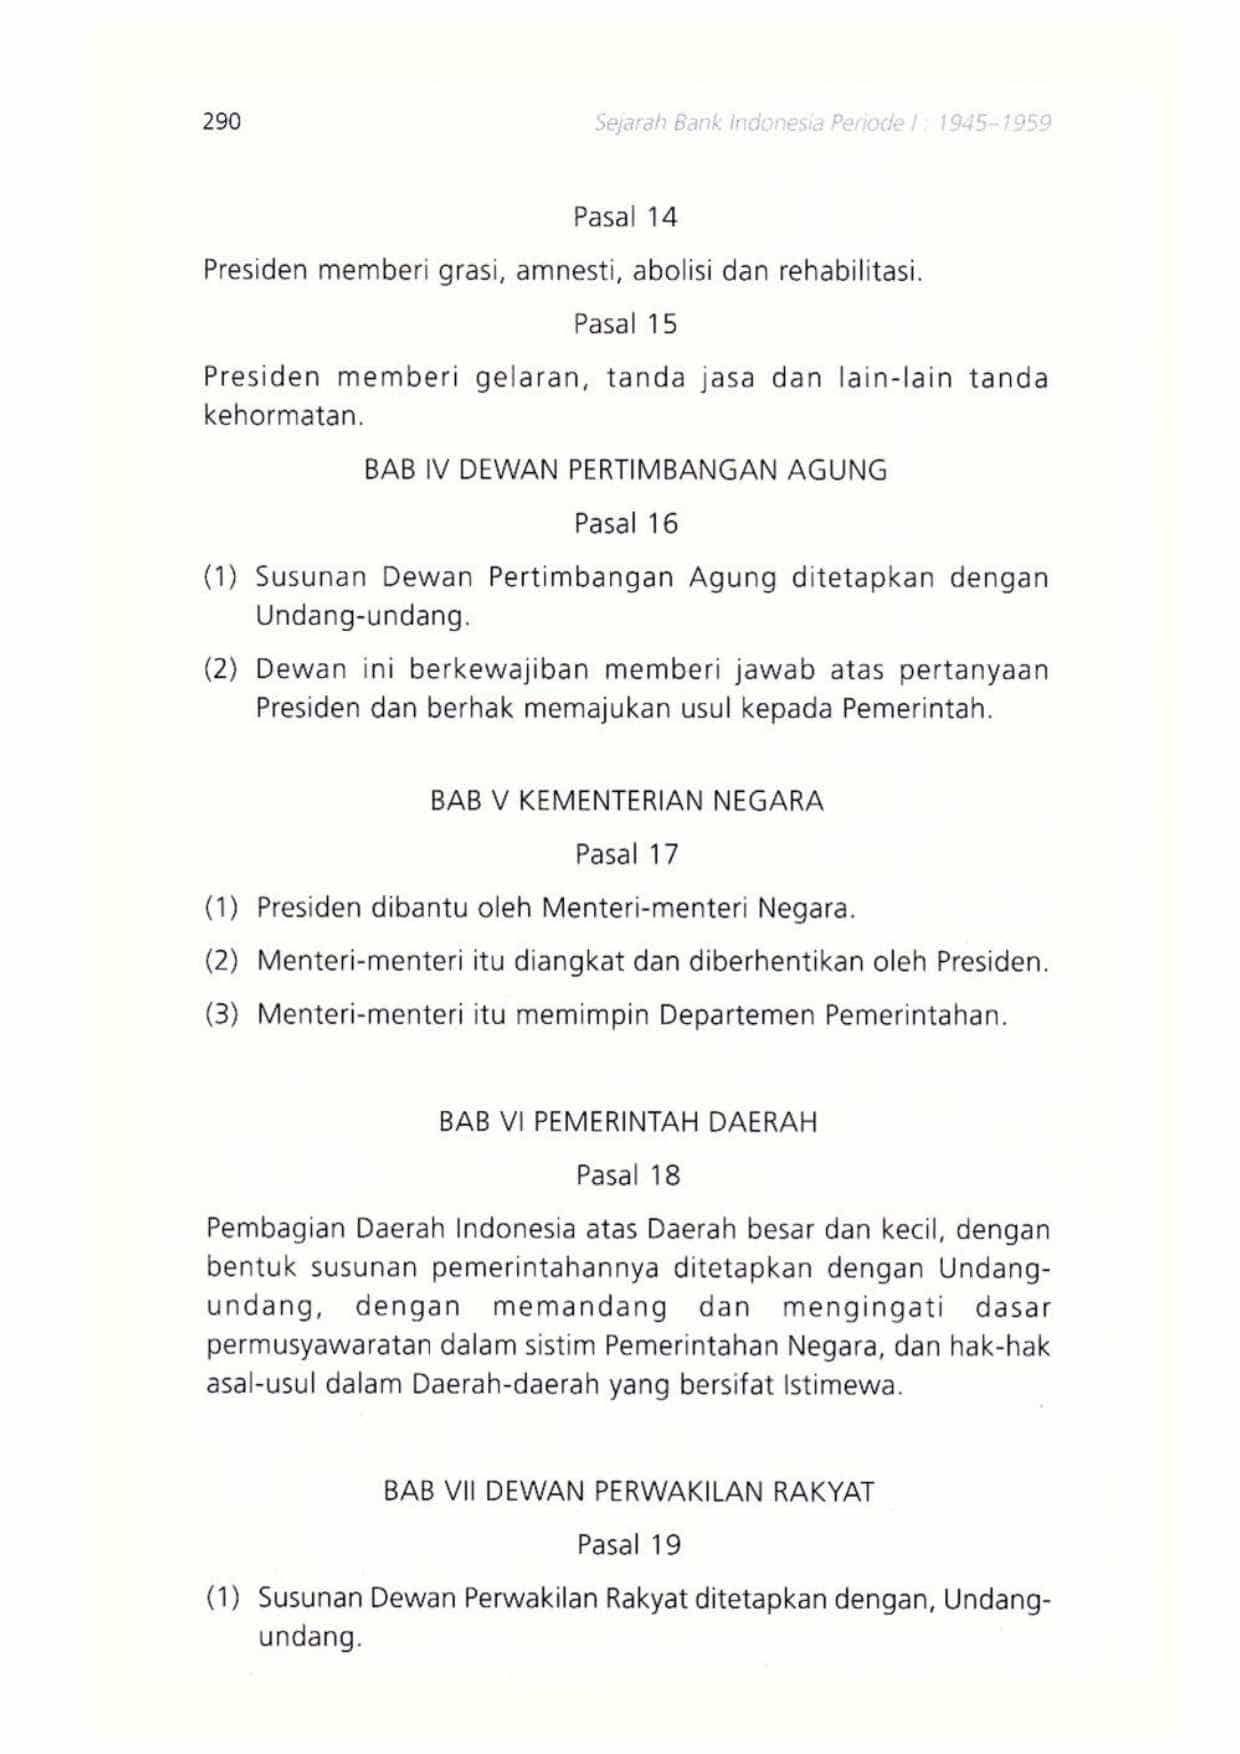 290
Sejarah Bank Indonesia Periode I : 1945–1959
Pasal 14
Presiden memberi grasi, amnesti, abolisi dan rehabilitasi.
Pasal 15
Presiden memberi gelaran, tanda jasa dan lain-lain tanda
kehormatan.
BAB IV DEWAN PERTIMBANGAN AGUNG
Pasal 16
(1) Susunan Dewan Pertimbangan Agung ditetapkan dengan
Undang-undang.
(2) Dewan ini berkewajiban memberi jawab atas pertanyaan
Presiden dan berhak memajukan usul kepada Pemerintah.
BAB V KEMENTERIAN NEGARA
Pasal 17
(1) Presiden dibantu oleh Menteri-menteri Negara.
(2) Menteri-menteri itu diangkat dan diberhentikan oleh Presiden.
(3) Menteri-menteri itu memimpin Departemen Pemerintahan.
BAB VI PEMERINTAH DAERAH
Pasal 18
Pembagian Daerah Indonesia atas Daerah besar dan kecil, dengan
bentuk susunan pemerintahannya ditetapkan dengan Undang-
undang, dengan memandang dan mengingati dasar
permusyawaratan dalam sistim Pemerintahan Negara, dan hak-hak
asal-usul dalam Daerah-daerah yang bersifat Istimewa.
BAB VII DEWAN PERWAKILAN RAKYAT
Pasal 19
(1) Susunan Dewan Perwakilan Rakyat ditetapkan dengan, Undang-
undang.